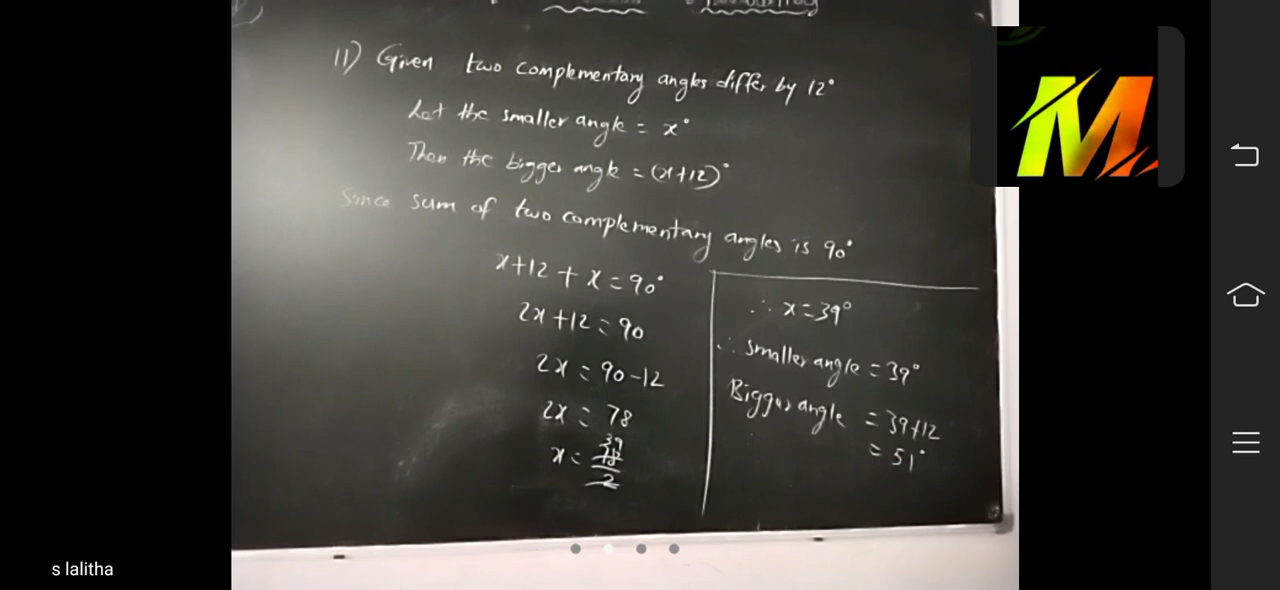 11) Given two complementary angles differ by 12°
Let the smaller angle = x°
Then the bigger angle = (x+12)°
Since sum of two complementary angles is 90°
x+12 + x = 90°
2x+12 = 90
2x = 90-12
2x = 78
x = 39
78
2
∴ x = 39°
∴ smaller angle = 39°
Bigger angle = 39+12
= 51°
M
s lalitha